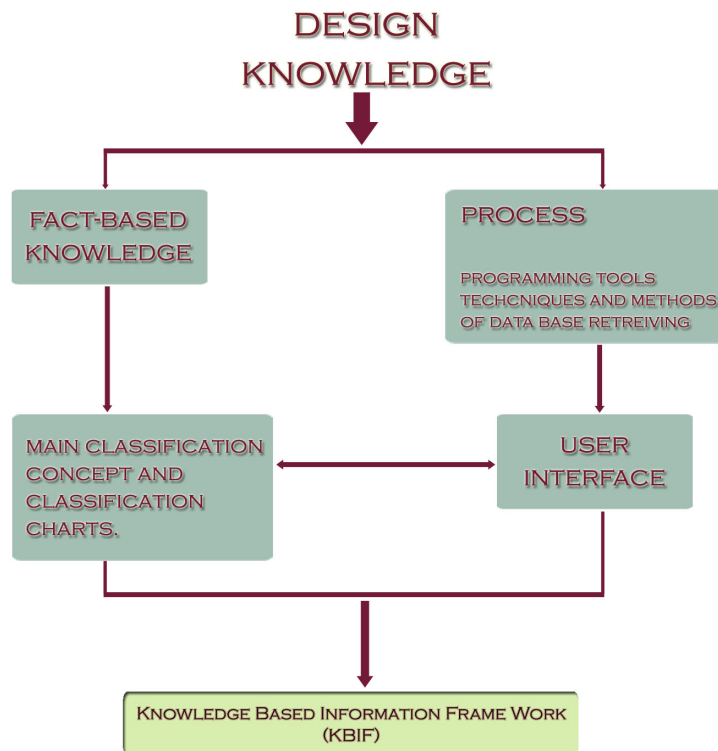 DESIGN
KNOWLEDGE
FACT-BASED
KNOWLEDGE
PROCESS
PROGRAMMING TOOLS
TECHCNIQUES AND METHODS
OF DATA BASE RETREIVING
MAIN CLASSIFICATION
CONCEPT AND
CLASSIFICATION
CHARTS.
USER
INTERFACE
KNOWLEDGE BASED INFORMATION FRAME WORK
(KBIF)